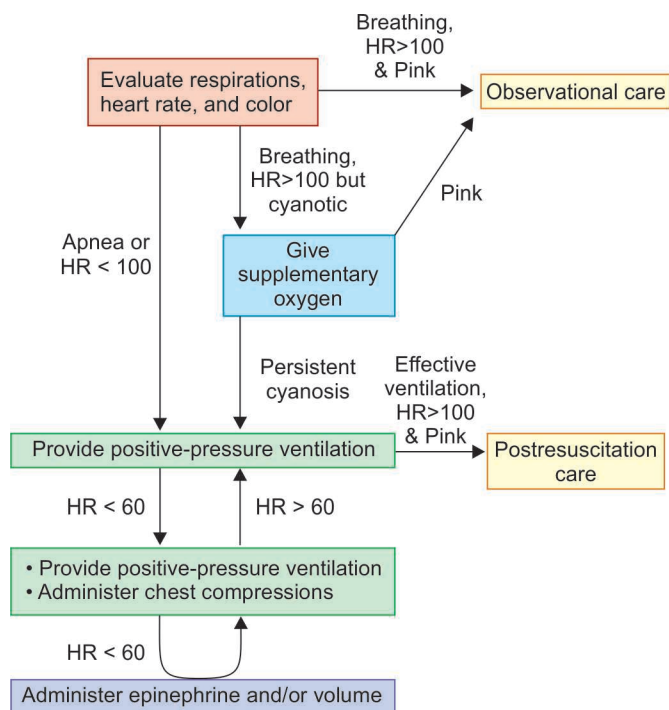 Breathing,
HR>100
& Pink
Evaluate respirations,
heart rate, and color
Observational care
Breathing,
HR>100 but
cyanotic
Pink
Apnea or
HR < 100
Give
supplementary
oxygen
Persistent
cyanosis
Effective
ventilation,
HR>100
& Pink
Provide positive-pressure ventilation
Postresuscitation
care
HR < 60
HR > 60
• Provide positive-pressure ventilation
• Administer chest compressions
HR < 60
Administer epinephrine and/or volume